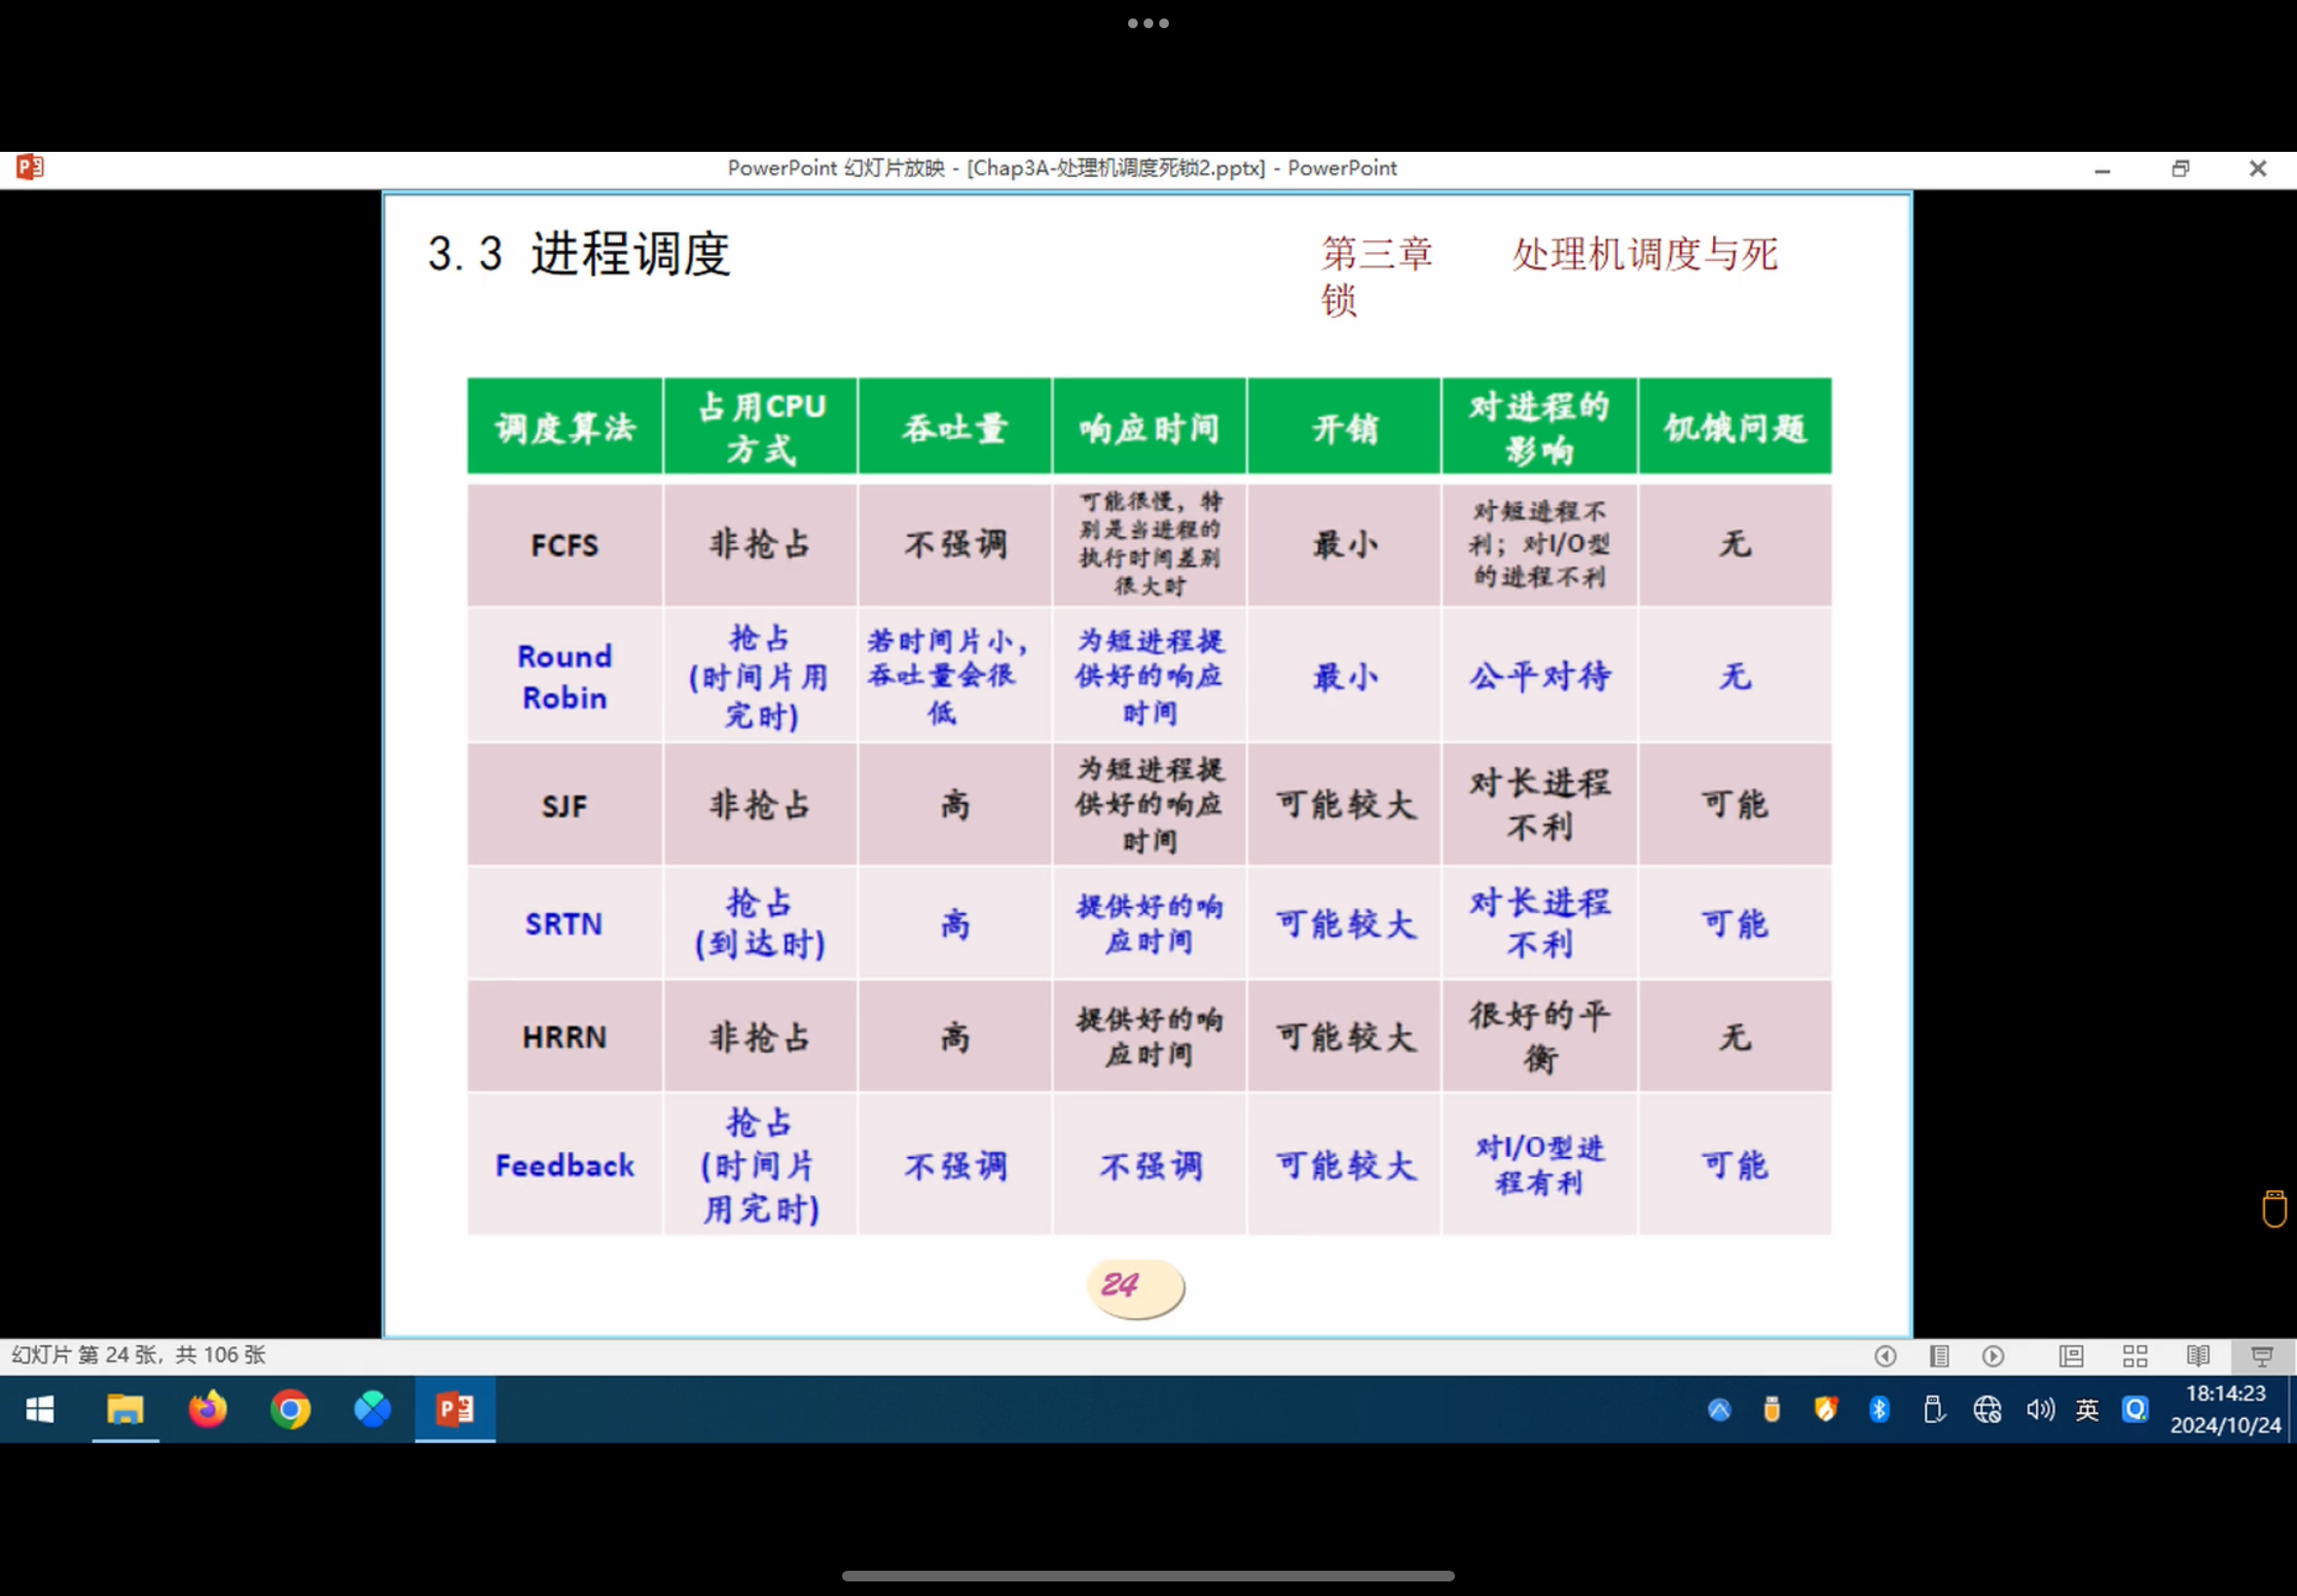 PowerPoint 幻灯片放映 - [Chap3A-处理机调度死锁2.pptx] - PowerPoint
3.3 进程调度
第三章 处理机调度与死
锁
调度算法
占用CPU
方式
吞吐量
响应时间
开销
对进程的
影响
饥饿问题
FCFS
非抢占
不强调
可能很慢，特
别是当进程的
执行时间差别
很大时
最小
对短进程不
利；对I/O型
的进程不利
无
Round
Robin
抢占
(时间片用
完时)
若时间片小，
吞吐量会很
低
为短进程提
供好的响应
时间
最小
公平对待
无
SJF
非抢占
高
为短进程提
供好的响应
时间
可能较大
对长进程
不利
可能
SRTN
抢占
(到达时)
高
提供好的响
应时间
可能较大
对长进程
不利
可能
HRRN
非抢占
高
提供好的响
应时间
可能较大
很好的平
衡
无
Feedback
抢占
(时间片
用完时)
不强调
不强调
可能较大
对I/O型进
程有利
可能
24
幻灯片 第 24 张，共 106 张
英
18:14:23
2024/10/24